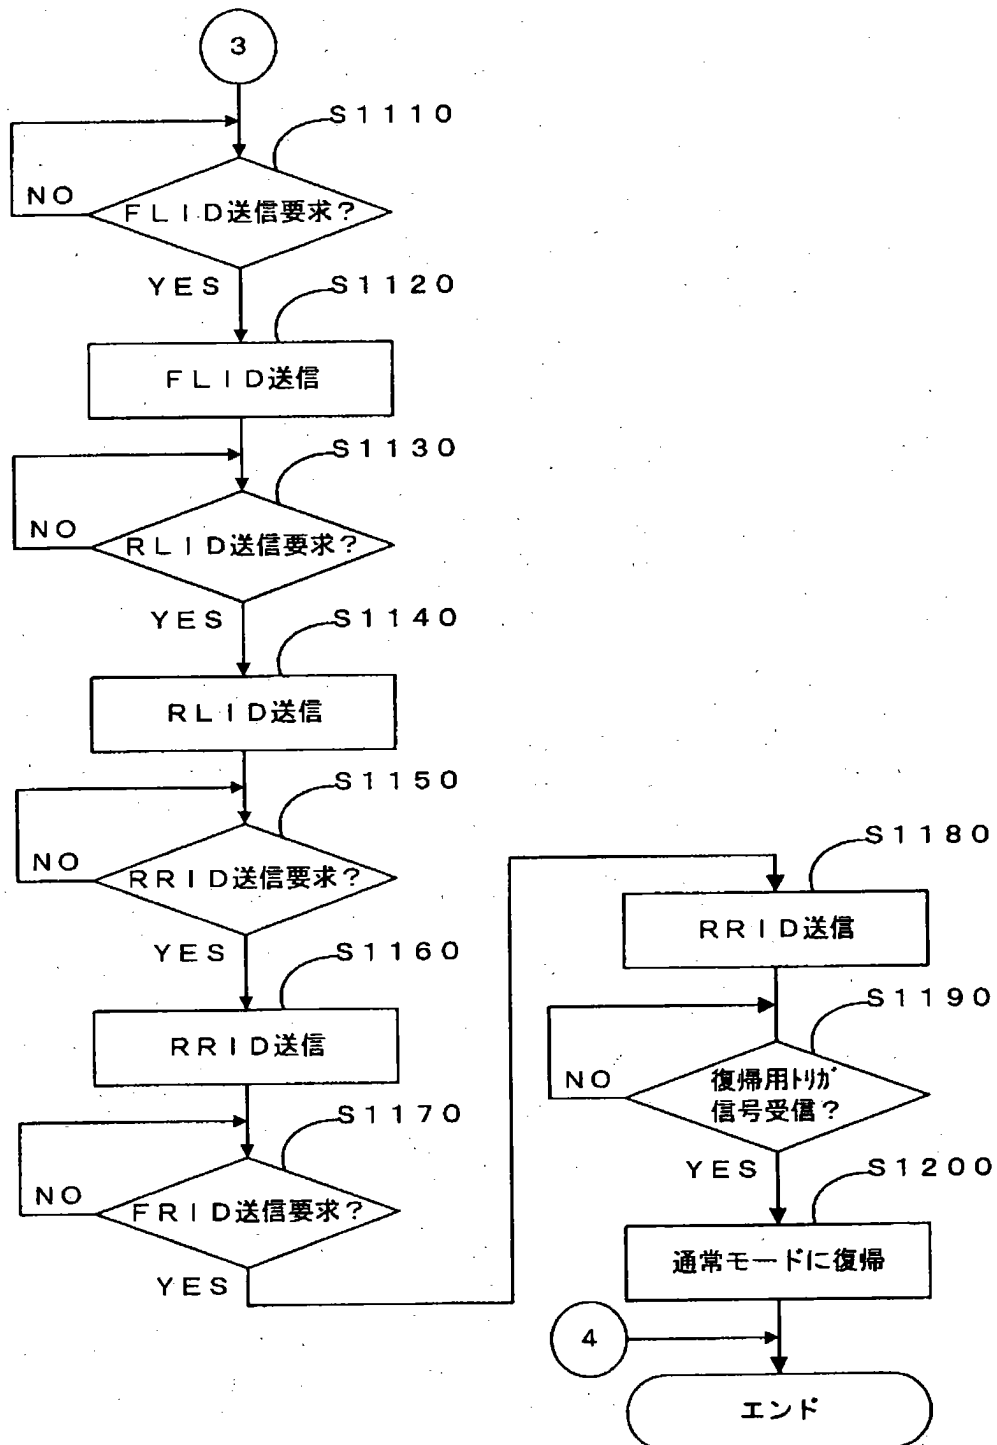 3
S1110
FLID送信要求?
NO
YES
S1120
FLID送信
S1130
RLID送信要求?
NO
YES
S1140
RLID送信
S1150
RRID送信要求?
NO
YES
S1160
RRID送信
S1170
FRID送信要求?
NO
YES
S1180
RRID送信
S1190
復帰用トリガ
信号受信?
NO
YES
S1200
通常モードに復帰
4
エンド